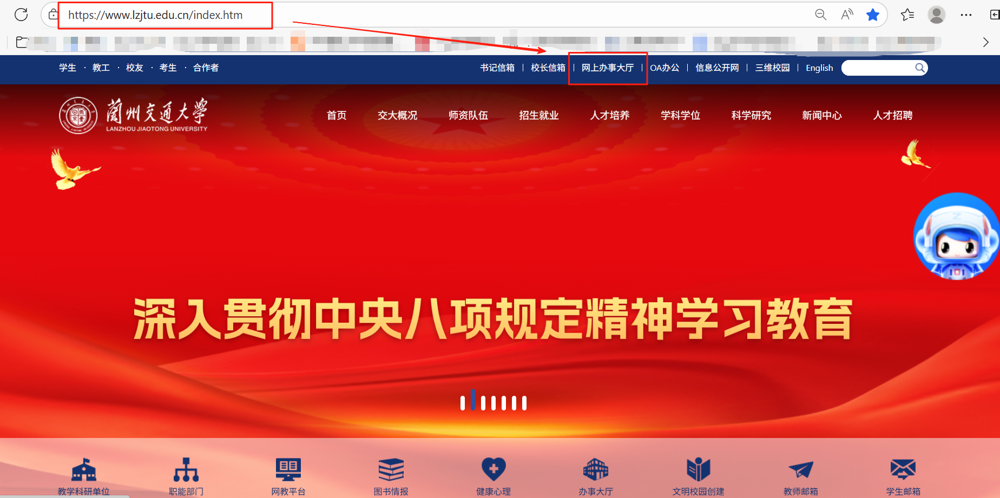 https://www.lzjtu.edu.cn/index.htm
学生 · 教工 · 校友 · 考生 · 合作者
书记信箱 | 校长信箱 | 网上办事大厅 | OA办公 | 信息公开网 | 三维校园 | English
蘭州交通大学
LANZHOU JIAOTONG UNIVERSITY
首页 交大概况 师资队伍 招生就业 人才培养 学科学位 科学研究 新闻中心 人才招聘
深入贯彻中央八项规定精神学习教育
教学科研单位 职能部门 网教平台 图书情报 健康心理 办事大厅 文明校园创建 教师邮箱 学生邮箱